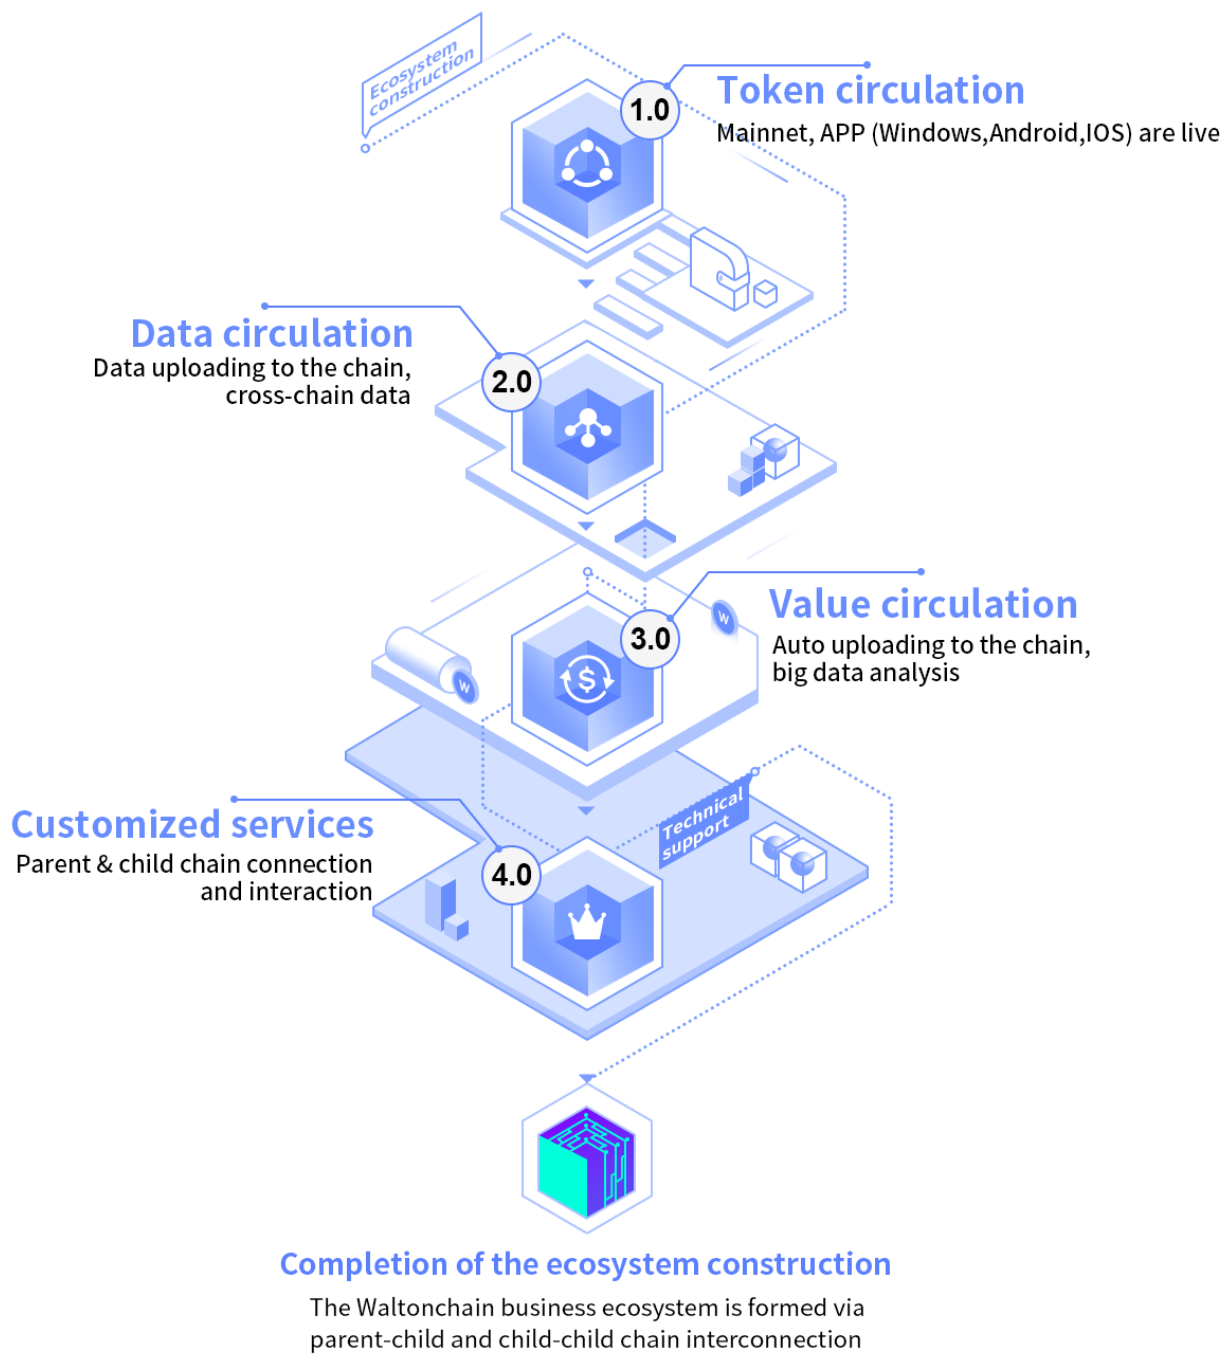 Ecosystem
construction
1.0
Token circulation
Mainnet, APP (Windows,Android,IOS) are live
Data circulation
Data uploading to the chain,
cross-chain data
2.0
W
3.0
Value circulation
Auto uploading to the chain,
big data analysis
W
$
Technical
support
Customized services
Parent & child chain connection
and interaction
4.0
Completion of the ecosystem construction
The Waltonchain business ecosystem is formed via
parent-child and child-child chain interconnection